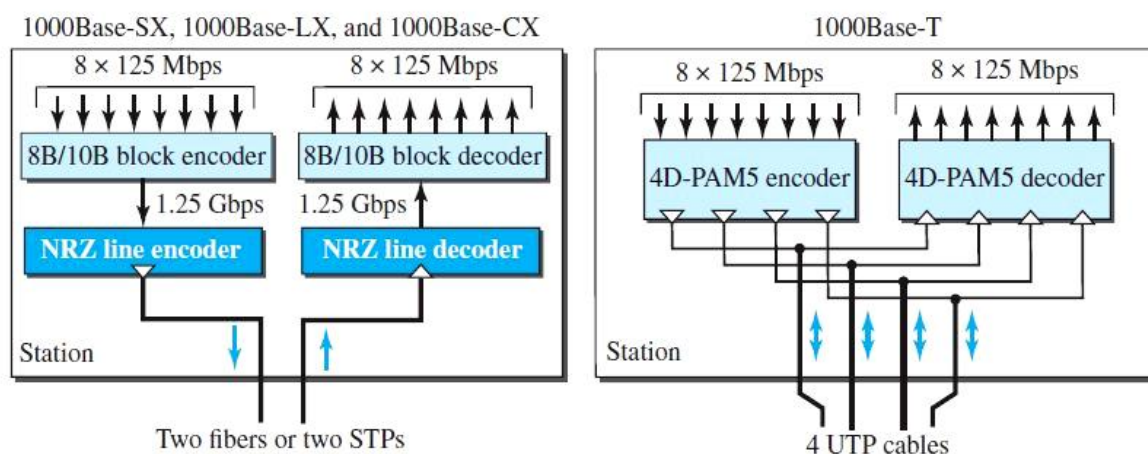 1000Base-SX, 1000Base-LX, and 1000Base-CX
8 × 125 Mbps
8 × 125 Mbps
8B/10B block encoder
8B/10B block decoder
1.25 Gbps
1.25 Gbps
NRZ line encoder
NRZ line decoder
Station
Two fibers or two STPs
1000Base-T
8 × 125 Mbps
8 × 125 Mbps
4D-PAM5 encoder
4D-PAM5 decoder
Station
4 UTP cables